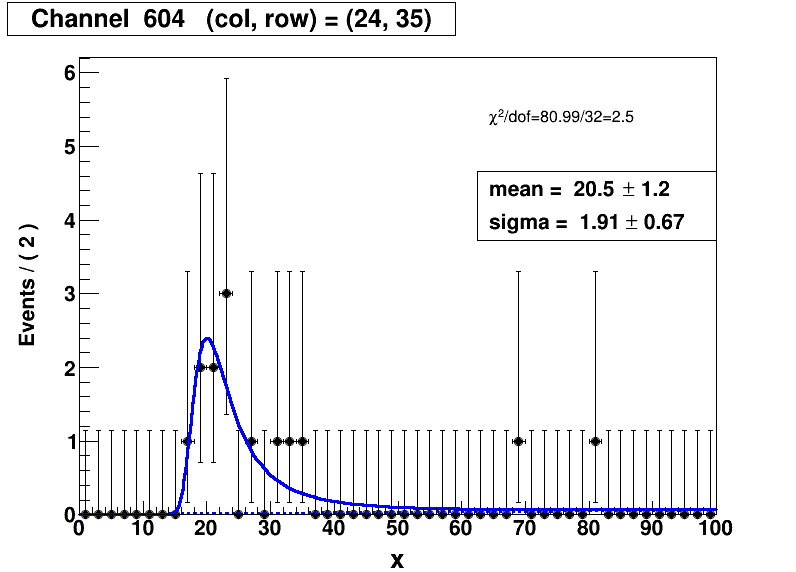 Channel 604 (col, row) = (24, 35)
χ²/dof=80.99/32=2.5
mean = 20.5 ± 1.2
sigma = 1.91 ± 0.67
Events / ( 2 )
6
5
4
3
2
1
0
0 10 20 30 40 50 60 70 80 90 100
x